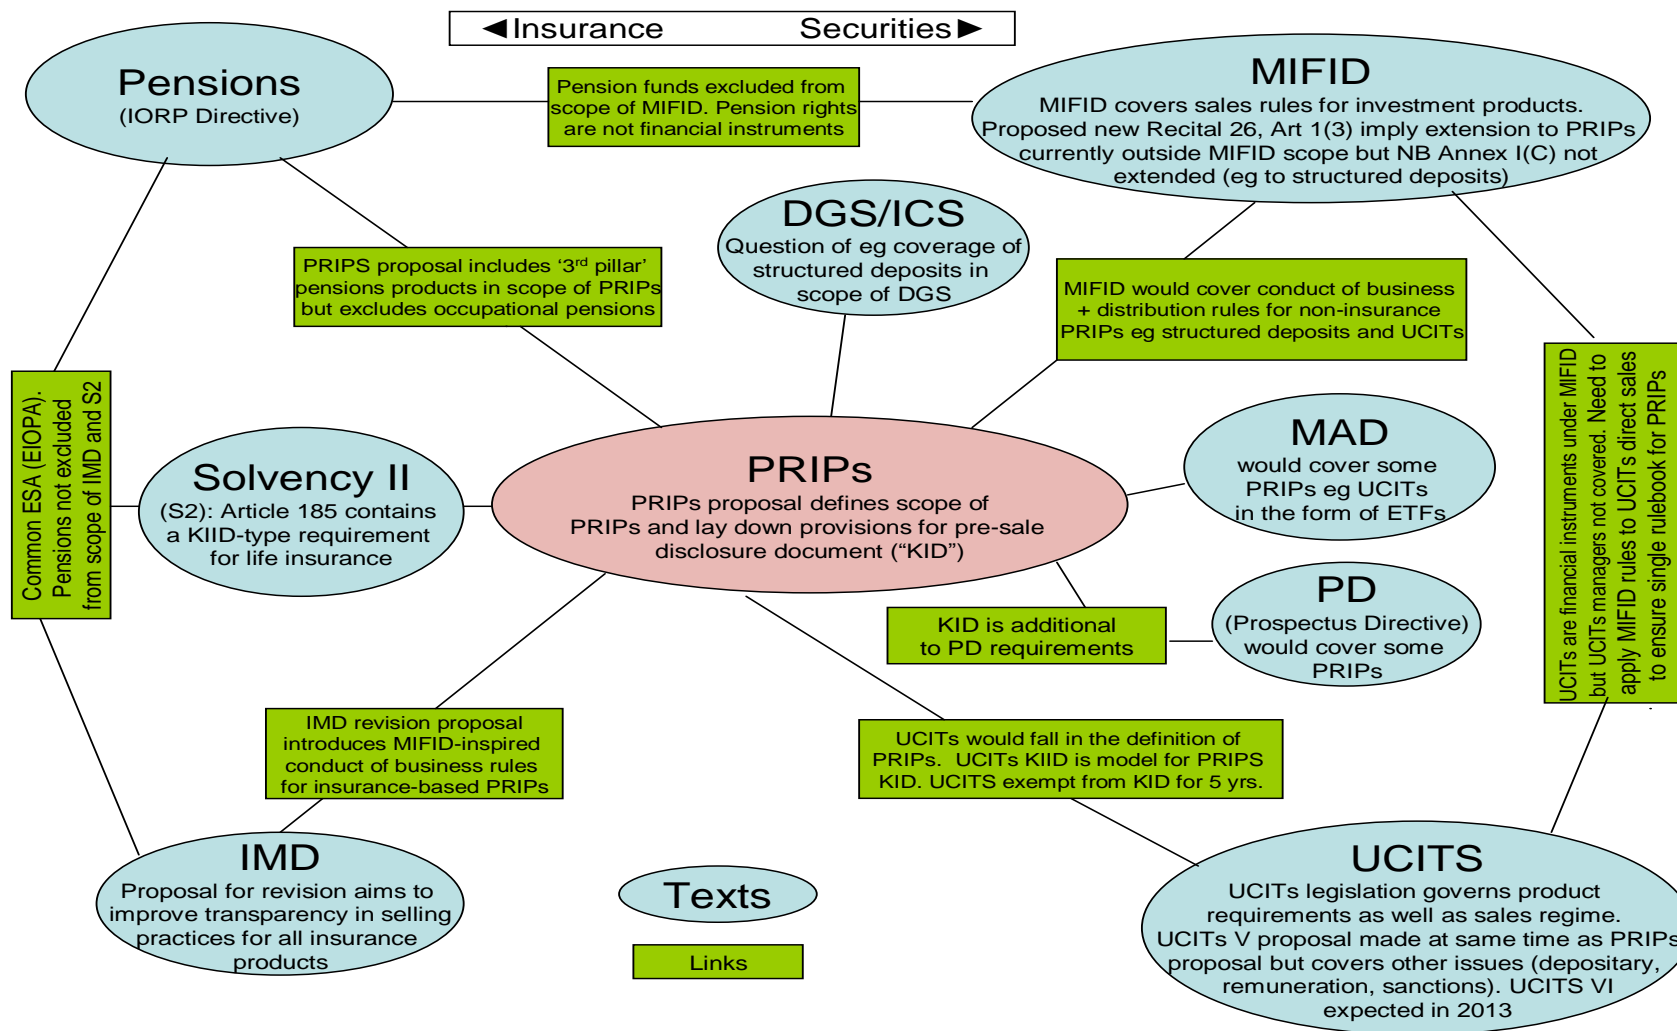 ◄Insurance Securities►
Pensions
(IORP Directive)
Pension funds excluded from
scope of MIFID. Pension rights
are not financial instruments
MIFID
MIFID covers sales rules for investment products.
Proposed new Recital 26, Art 1(3) imply extension to PRIPs
currently outside MIFID scope but NB Annex I(C) not
extended (eg to structured deposits)
DGS/ICS
Question of eg coverage of
structured deposits in
scope of DGS
PRIPS proposal includes ‘3rd pillar’
pensions products in scope of PRIPs
but excludes occupational pensions
MIFID would cover conduct of business
+ distribution rules for non-insurance
PRIPs eg structured deposits and UCITs
Common ESA (EIOPA).
Pensions not excluded
from scope of IMD and S2
Solvency II
(S2): Article 185 contains
a KIID-type requirement
for life insurance
PRIPs
PRIPs proposal defines scope of
PRIPs and lay down provisions for pre-sale
disclosure document (“KID”)
MAD
would cover some
PRIPs eg UCITs
in the form of ETFs
UCITs are financial instruments under MIFID
but UCITs managers not covered. Need to
apply MIFID rules to UCITs direct sales
to ensure single rulebook for PRIPs
.
KID is additional
to PD requirements
PD
(Prospectus Directive)
would cover some
PRIPs
IMD revision proposal
introduces MIFID-inspired
conduct of business rules
for insurance-based PRIPs
UCITs would fall in the definition of
PRIPs. UCITs KIID is model for PRIPS
KID. UCITS exempt from KID for 5 yrs.
IMD
Proposal for revision aims to
improve transparency in selling
practices for all insurance
products
Texts
Links
UCITS
UCITs legislation governs product
requirements as well as sales regime.
UCITs V proposal made at same time as PRIPs
proposal but covers other issues (depositary,
remuneration, sanctions). UCITS VI
expected in 2013